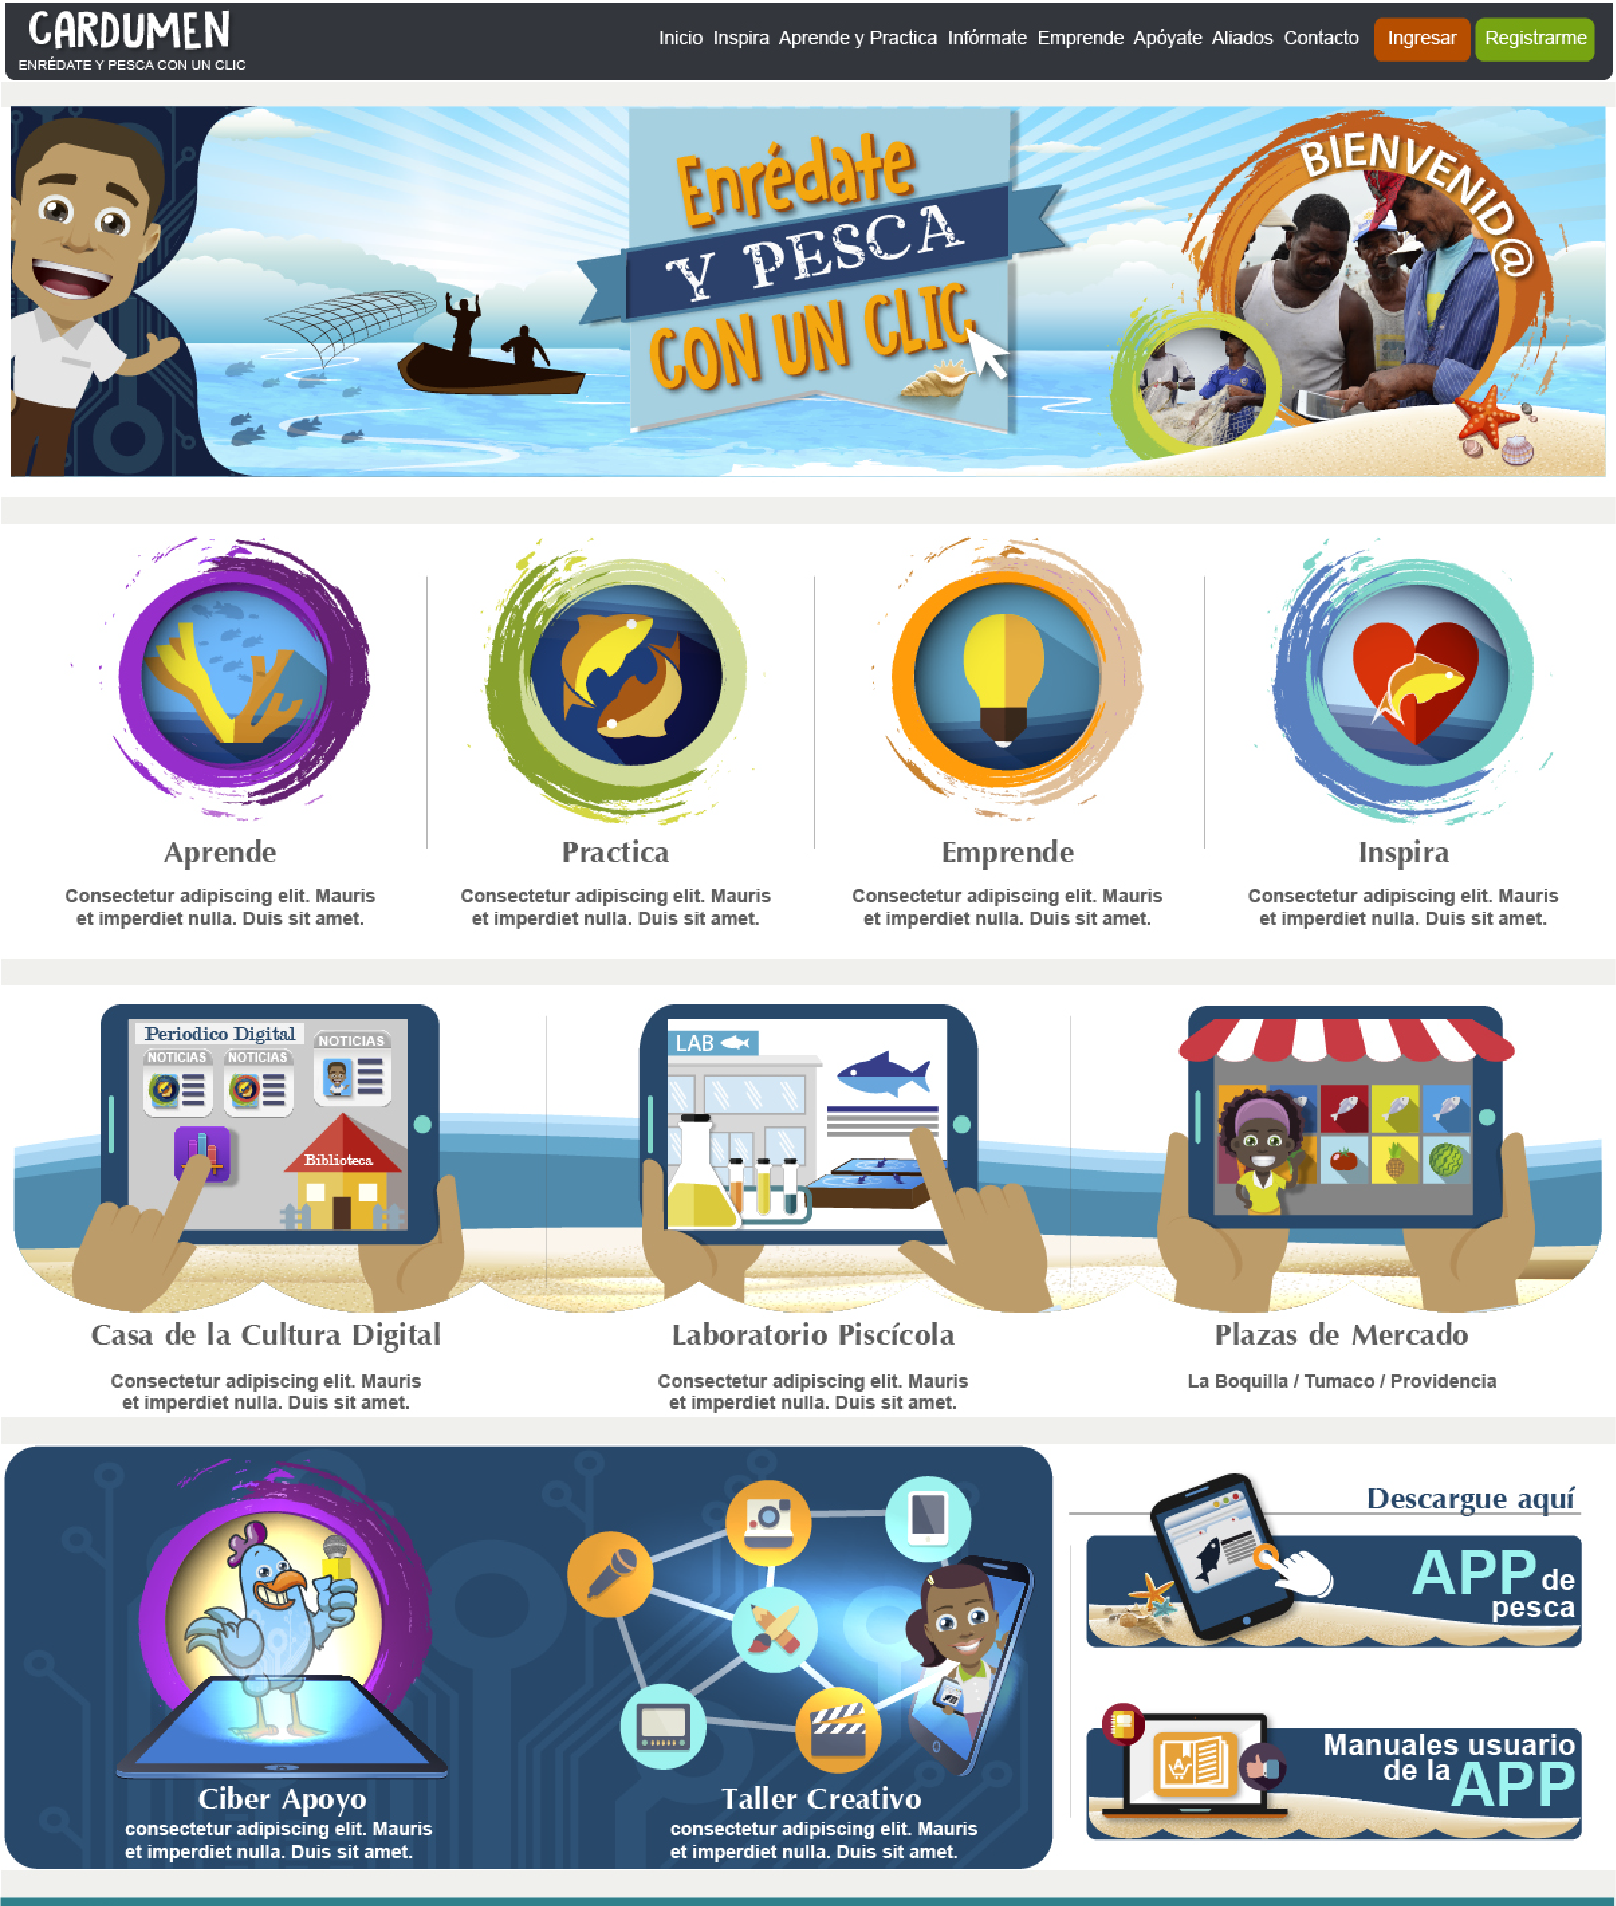 CARDUMEN
ENRÉDATE Y PESCA CON UN CLIC
Inicio Inspira Aprende y Practica Infórmate Emprende Apóyate Aliados Contacto Ingresar Registrarme
Enrédate
Y PESCA
CON UN CLIC
BIENVENID@
Aprende
Consectetur adipiscing elit. Mauris
et imperdiet nulla. Duis sit amet.
Practica
Consectetur adipiscing elit. Mauris
et imperdiet nulla. Duis sit amet.
Emprende
Consectetur adipiscing elit. Mauris
et imperdiet nulla. Duis sit amet.
Inspira
Consectetur adipiscing elit. Mauris
et imperdiet nulla. Duis sit amet.
Periodico Digital
NOTICIAS
NOTICIAS
NOTICIAS
Biblioteca
LAB
Casa de la Cultura Digital
Consectetur adipiscing elit. Mauris
et imperdiet nulla. Duis sit amet.
Laboratorio Piscícola
Consectetur adipiscing elit. Mauris
et imperdiet nulla. Duis sit amet.
Plazas de Mercado
La Boquilla / Tumaco / Providencia
Ciber Apoyo
consectetur adipiscing elit. Mauris
et imperdiet nulla. Duis sit amet.
Taller Creativo
consectetur adipiscing elit. Mauris
et imperdiet nulla. Duis sit amet.
Descargue aquí
APP de
pesca
Manuales usuario
de la APP